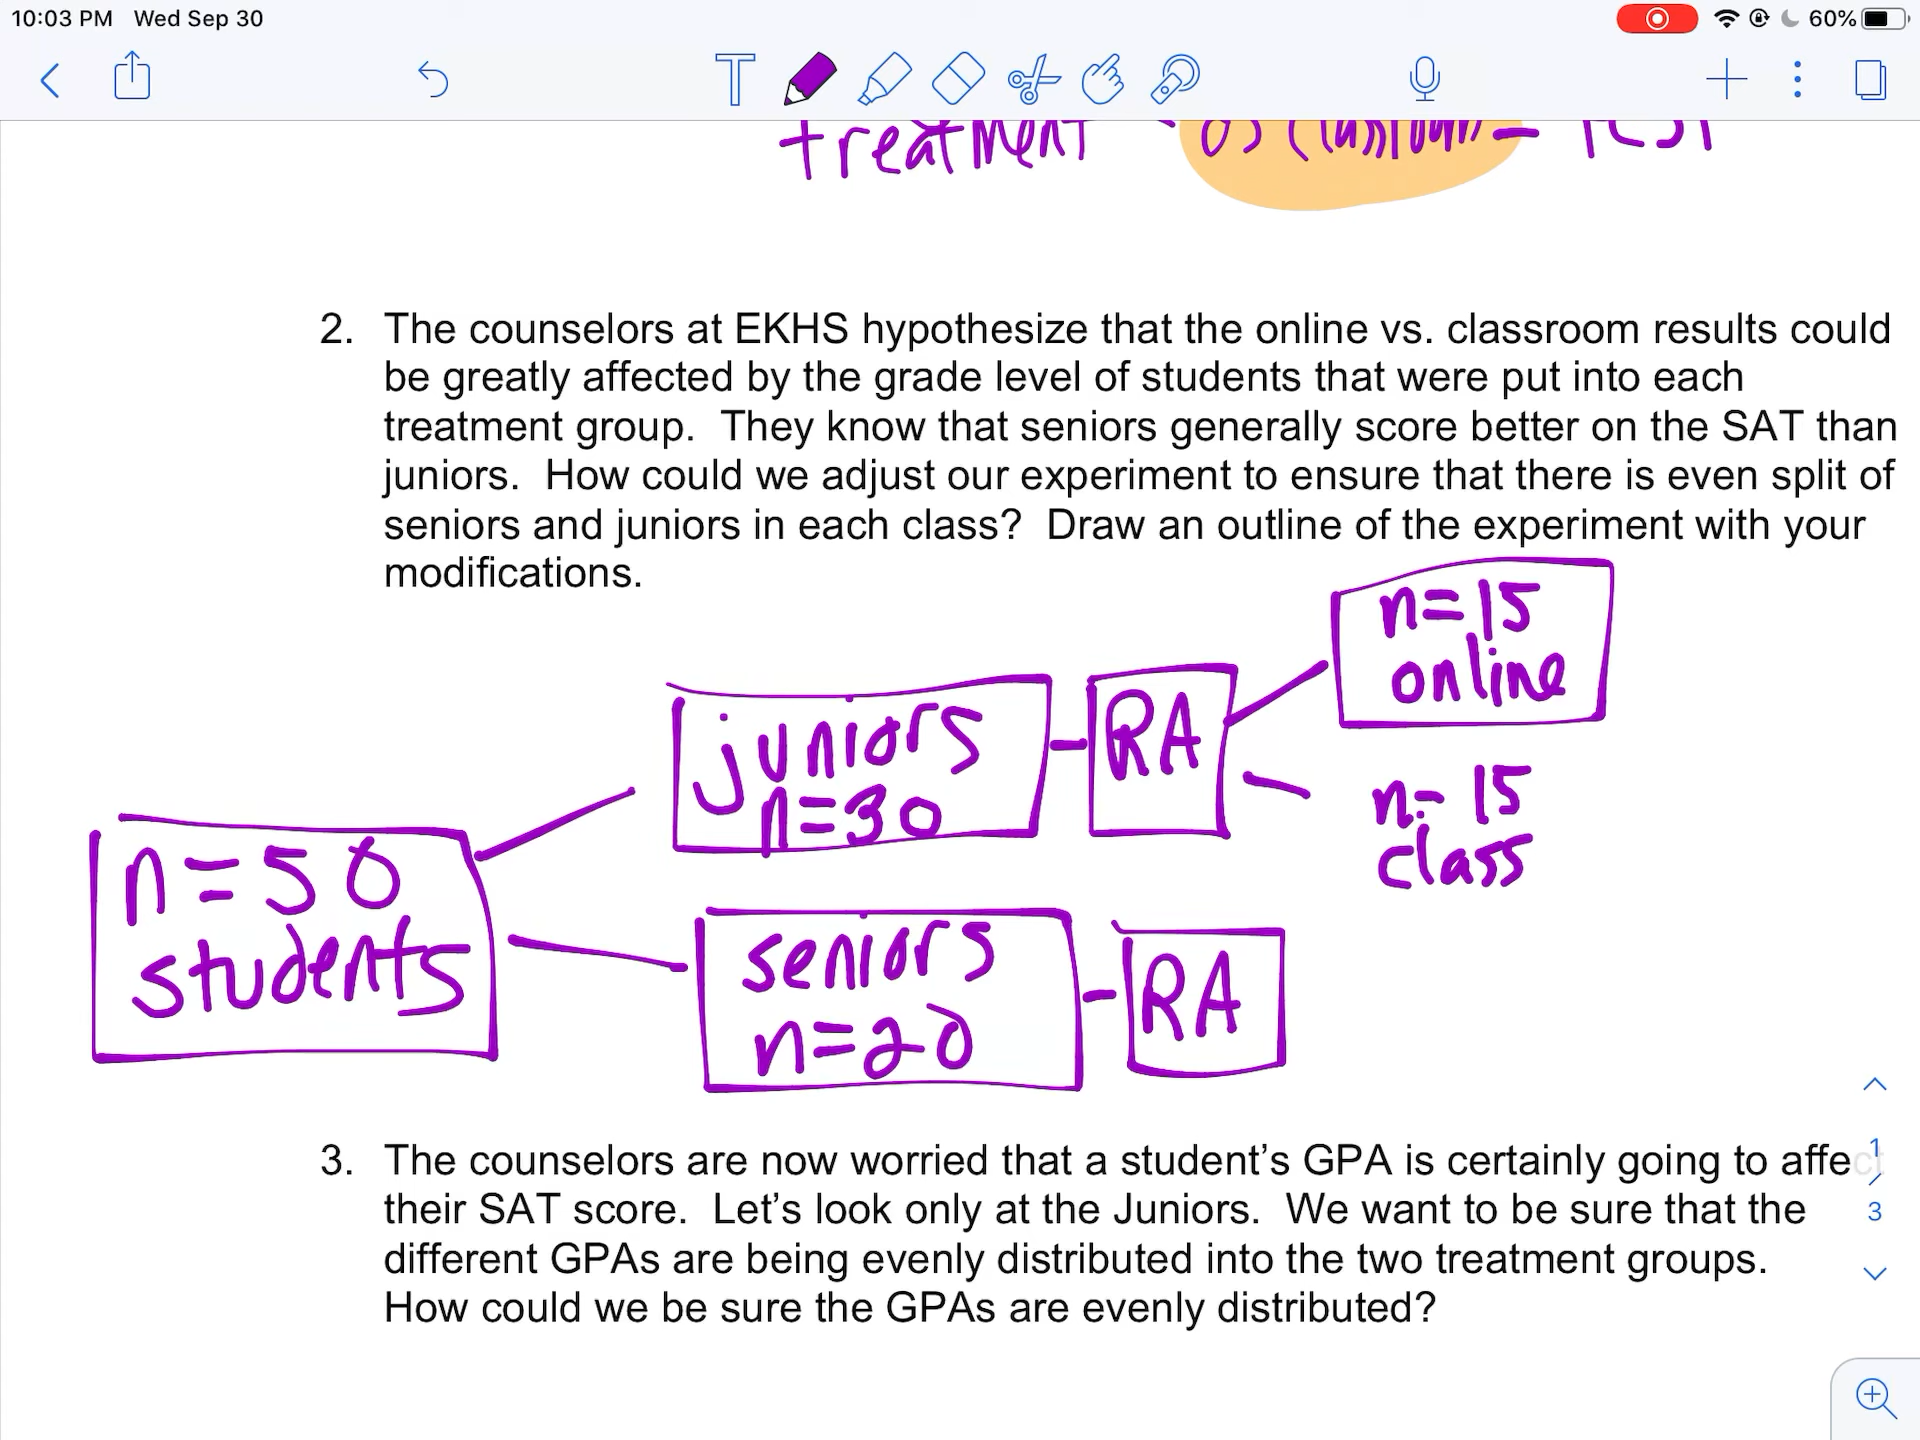 10:03 PM Wed Sep 30
60%
treatment
2. The counselors at EKHS hypothesize that the online vs. classroom results could
be greatly affected by the grade level of students that were put into each
treatment group. They know that seniors generally score better on the SAT than
juniors. How could we adjust our experiment to ensure that there is even split of
seniors and juniors in each class? Draw an outline of the experiment with your
modifications.
n=15
online
juniors
n=30
RA
n=15
class
n=50
students
seniors
n=20
RA
3. The counselors are now worried that a student's GPA is certainly going to affect
their SAT score. Let's look only at the Juniors. We want to be sure that the
different GPAs are being evenly distributed into the two treatment groups.
How could we be sure the GPAs are evenly distributed?
1
/
3